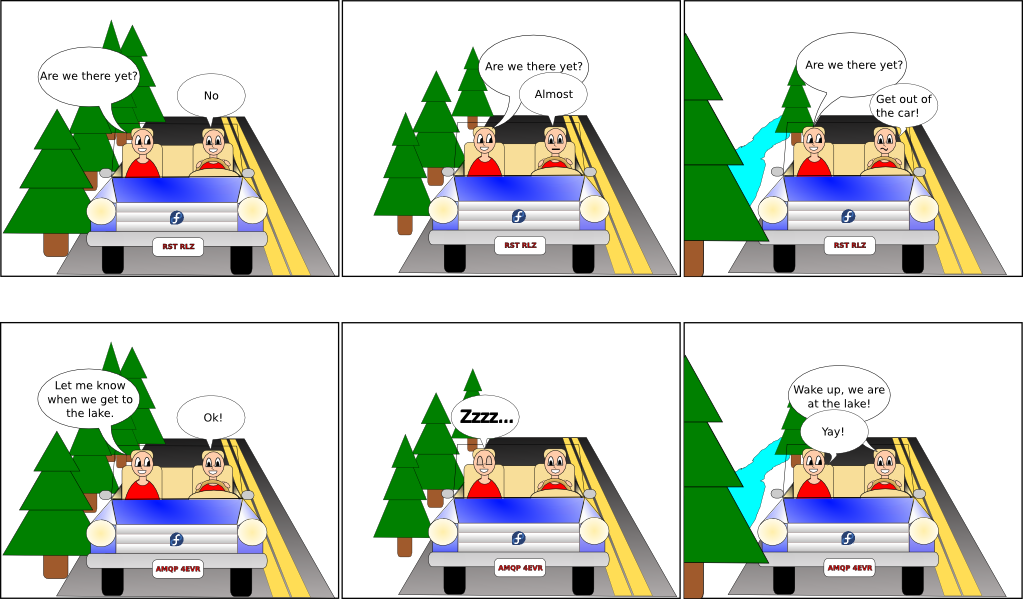 Are we there yet?
No
RST RLZ
Are we there yet?
Almost
RST RLZ
Are we there yet?
Get out of
the car!
RST RLZ
Let me know
when we get to
the lake.
Ok!
AMQP 4EVR
Zzzz...
AMQP 4EVR
Wake up, we are
at the lake!
Yay!
AMQP 4EVR